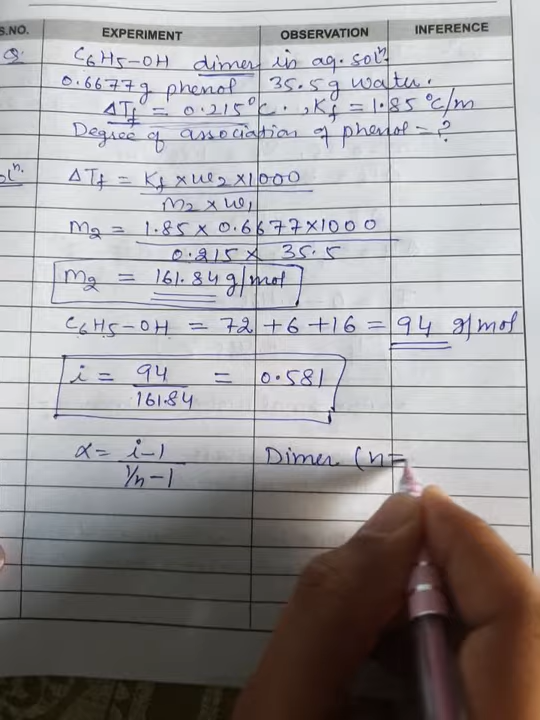 S.NO. EXPERIMENT OBSERVATION INFERENCE
Q. C6H5-OH dimer in aq. solⁿ
0.6677g phenol 35.5g water.
ΔTf = 0.215°C. , Kf = 1.85 °C/m
Degree of association of phenol = ?
olⁿ. ΔTf = Kf × w2 × 1000
M2 × w1
M2 = 1.85 × 0.6677 × 1000
0.215 × 35.5
M2 = 161.84 g/mol
C6H5-OH = 72 + 6 + 16 = 94 g/mol
i = 94 = 0.581
161.84
α = i-1 Dimer (n=
1/n - 1